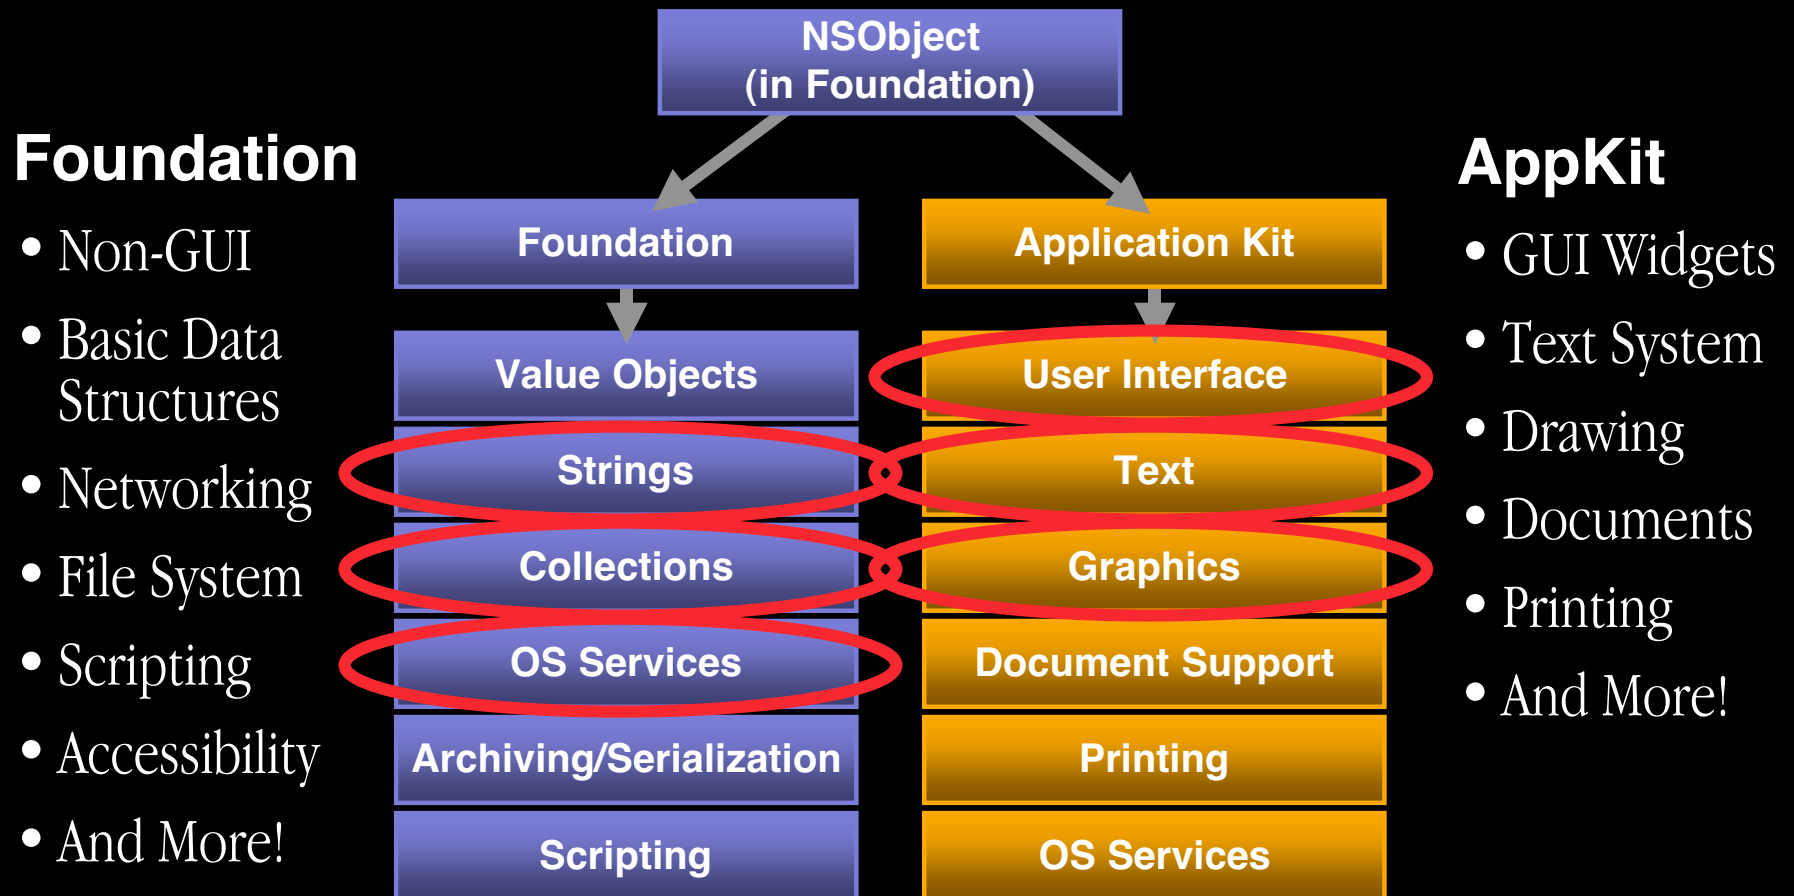 NSObject
(in Foundation)
Foundation
• Non-GUI
• Basic Data
Structures
• Networking
• File System
• Scripting
• Accessibility
• And More!
Foundation
Value Objects
Strings
Collections
OS Services
Archiving/Serialization
Scripting
Application Kit
User Interface
Text
Graphics
Document Support
Printing
OS Services
AppKit
• GUI Widgets
• Text System
• Drawing
• Documents
• Printing
• And More!